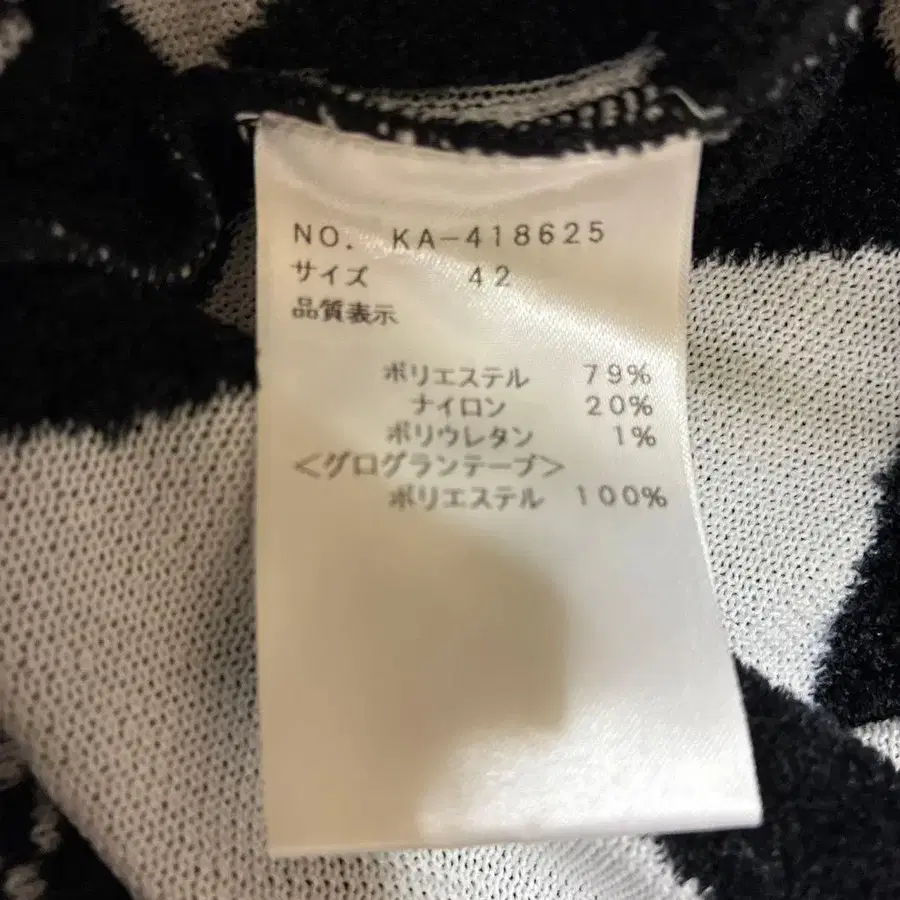 NO. KA-418625
サイズ 42
品質表示
ポリエステル 79%
ナイロン 20%
ポリウレタン 1%
<グログランテープ>
ポリエステル 100%